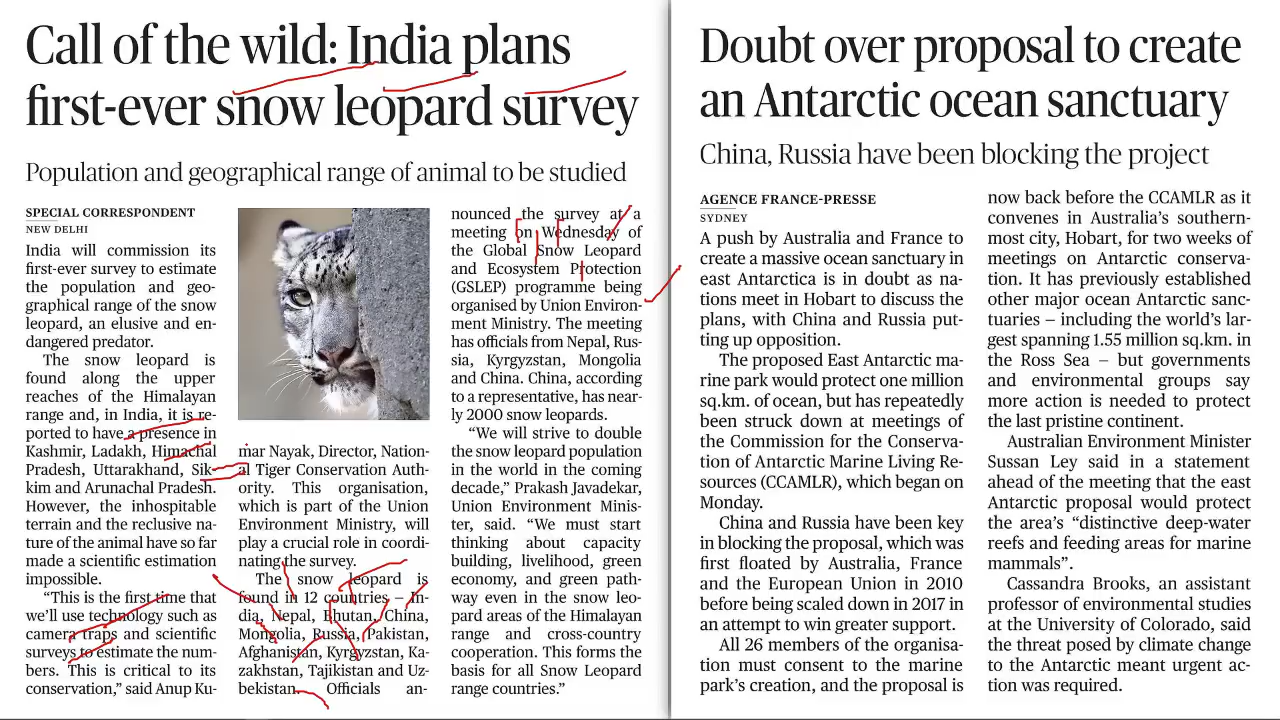 Call of the wild: India plans
first-ever snow leopard survey
Population and geographical range of animal to be studied
SPECIAL CORRESPONDENT
NEW DELHI
India will commission its
first-ever survey to estimate
the population and geo-
graphical range of the snow
leopard, an elusive and en-
dangered predator.
The snow leopard is
found along the upper
reaches of the Himalayan
range and, in India, it is re-
ported to have a presence in
Kashmir, Ladakh, Himachal
Pradesh, Uttarakhand, Sik-
kim and Arunachal Pradesh.
However, the inhospitable
terrain and the reclusive na-
ture of the animal have so far
made a scientific estimation
impossible.
“This is the first time that
we’ll use technology such as
camera traps and scientific
surveys to estimate the num-
bers. This is critical to its
conservation,” said Anup Ku-
mar Nayak, Director, Nation-
al Tiger Conservation Auth-
ority. This organisation,
which is part of the Union
Environment Ministry, will
play a crucial role in coordi-
nating the survey.
The snow leopard is
found in 12 countries — In-
dia, Nepal, Bhutan, China,
Mongolia, Russia, Pakistan,
Afghanistan, Kyrgyzstan, Ka-
zakhstan, Tajikistan and Uz-
bekistan. Officials an-
nounced the survey at a
meeting on Wednesday of
the Global Snow Leopard
and Ecosystem Protection
(GSLEP) programme being
organised by Union Environ-
ment Ministry. The meeting
has officials from Nepal, Rus-
sia, Kyrgyzstan, Mongolia
and China. China, according
to a representative, has near-
ly 2000 snow leopards.
“We will strive to double
the snow leopard population
in the world in the coming
decade,” Prakash Javadekar,
Union Environment Minis-
ter, said. “We must start
thinking about capacity
building, livelihood, green
economy, and green path-
way even in the snow leo-
pard areas of the Himalayan
range and cross-country
cooperation. This forms the
basis for all Snow Leopard
range countries.”
Doubt over proposal to create
an Antarctic ocean sanctuary
China, Russia have been blocking the project
AGENCE FRANCE-PRESSE
SYDNEY
A push by Australia and France to
create a massive ocean sanctuary in
east Antarctica is in doubt as na-
tions meet in Hobart to discuss the
plans, with China and Russia put-
ting up opposition.
The proposed East Antarctic ma-
rine park would protect one million
sq.km. of ocean, but has repeatedly
been struck down at meetings of
the Commission for the Conserva-
tion of Antarctic Marine Living Re-
sources (CCAMLR), which began on
Monday.
China and Russia have been key
in blocking the proposal, which was
first floated by Australia, France
and the European Union in 2010
before being scaled down in 2017 in
an attempt to win greater support.
All 26 members of the organisa-
tion must consent to the marine
park’s creation, and the proposal is
now back before the CCAMLR as it
convenes in Australia’s southern-
most city, Hobart, for two weeks of
meetings on Antarctic conserva-
tion. It has previously established
other major ocean Antarctic sanc-
tuaries — including the world’s lar-
gest spanning 1.55 million sq.km. in
the Ross Sea — but governments
and environmental groups say
more action is needed to protect
the last pristine continent.
Australian Environment Minister
Sussan Ley said in a statement
ahead of the meeting that the east
Antarctic proposal would protect
the area’s “distinctive deep-water
reefs and feeding areas for marine
mammals”.
Cassandra Brooks, an assistant
professor of environmental studies
at the University of Colorado, said
the threat posed by climate change
to the Antarctic meant urgent ac-
tion was required.